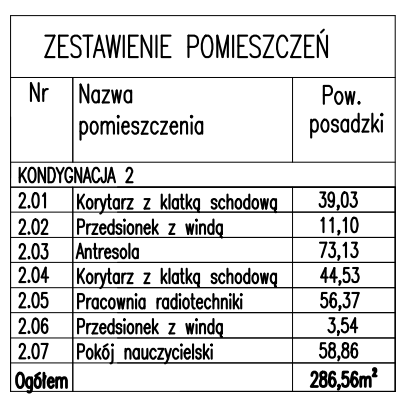 ZESTAWIENIE POMIESZCZEŃ
Nr Nazwa pomieszczenia Pow. posadzki
KONDYGNACJA 2
2.01 Korytarz z klatką schodową 39,03
2.02 Przedsionek z windą 11,10
2.03 Antresola 73,13
2.04 Korytarz z klatką schodową 44,53
2.05 Pracownia radiotechniki 56,37
2.06 Przedsionek z windą 3,54
2.07 Pokój nauczycielski 58,86
Ogółem 286,56m²